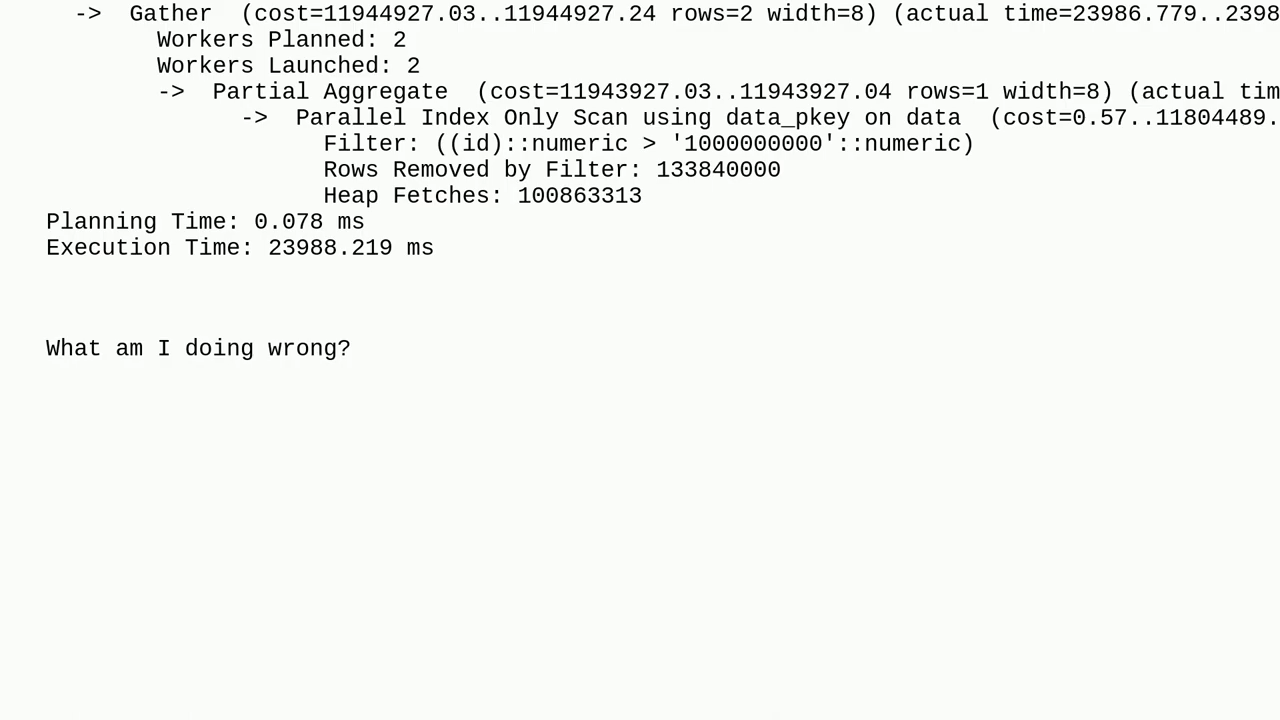 ->  Gather  (cost=11944927.03..11944927.24 rows=2 width=8) (actual time=23986.779..2398
Workers Planned: 2
Workers Launched: 2
->  Partial Aggregate  (cost=11943927.03..11943927.04 rows=1 width=8) (actual tim
->  Parallel Index Only Scan using data_pkey on data  (cost=0.57..11804489.
Filter: ((id)::numeric > '1000000000'::numeric)
Rows Removed by Filter: 133840000
Heap Fetches: 100863313
Planning Time: 0.078 ms
Execution Time: 23988.219 ms
What am I doing wrong?